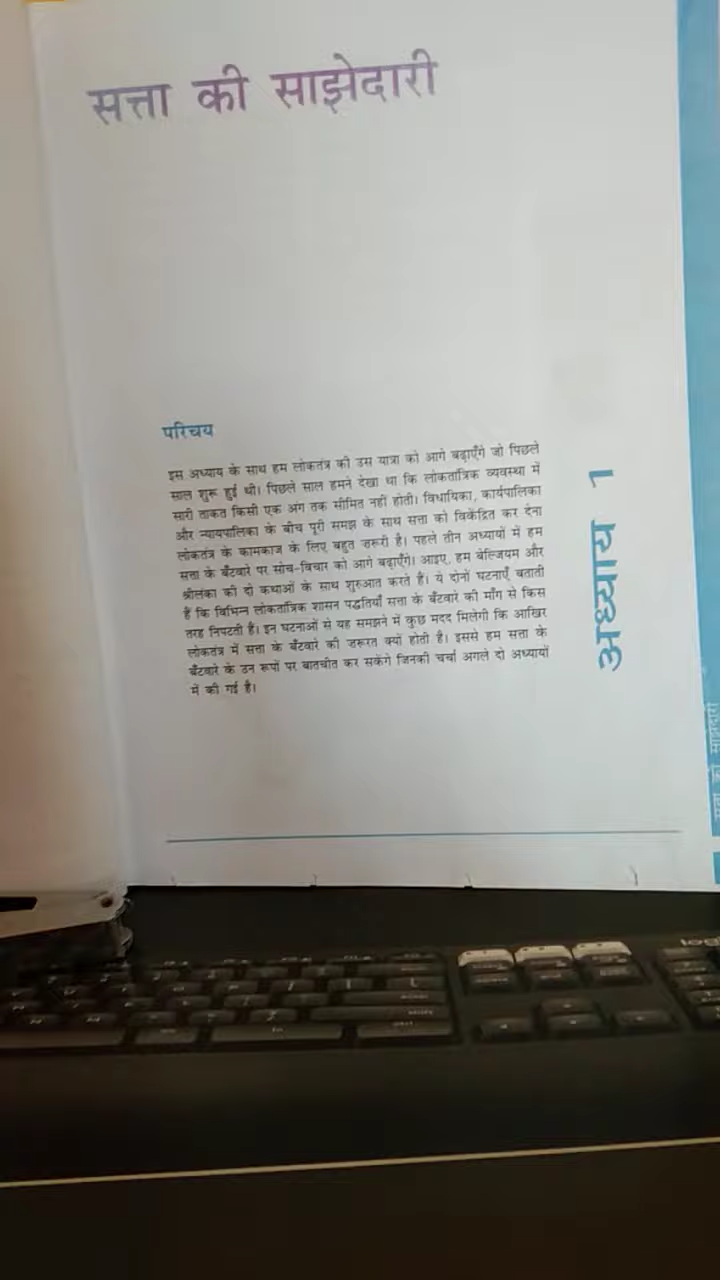 सत्ता की साझेदारी
परिचय
इस अध्याय के साथ हम लोकतंत्र की उस यात्रा को आगे बढ़ाएँगे जो पिछले
साल शुरू हुई थी। पिछले साल हमने देखा था कि लोकतांत्रिक व्यवस्था में
सारी ताकत किसी एक अंग तक सीमित नहीं होती। विधायिका, कार्यपालिका
और न्यायपालिका के बीच पूरी समझ के साथ सत्ता को विकेंद्रित कर देना
लोकतंत्र के कामकाज के लिए बहुत ज़रूरी है। पहले तीन अध्यायों में हम
सत्ता के बँटवारे पर सोच-विचार को आगे बढ़ाएँगे। आइए, हम बेल्जियम और
श्रीलंका की दो कथाओं के साथ शुरुआत करते हैं। ये दोनों घटनाएँ बताती
हैं कि विभिन्न लोकतांत्रिक शासन पद्धतियाँ सत्ता के बँटवारे की माँग से किस
तरह निपटती हैं। इन घटनाओं से यह समझने में कुछ मदद मिलेगी कि आखिर
लोकतंत्र में सत्ता के बँटवारे की ज़रूरत क्यों होती है। इससे हम सत्ता के
बँटवारे के उन रूपों पर बातचीत कर सकेंगे जिनकी चर्चा अगले दो अध्यायों
में की गई है।
अध्याय 1
सत्ता की साझेदारी